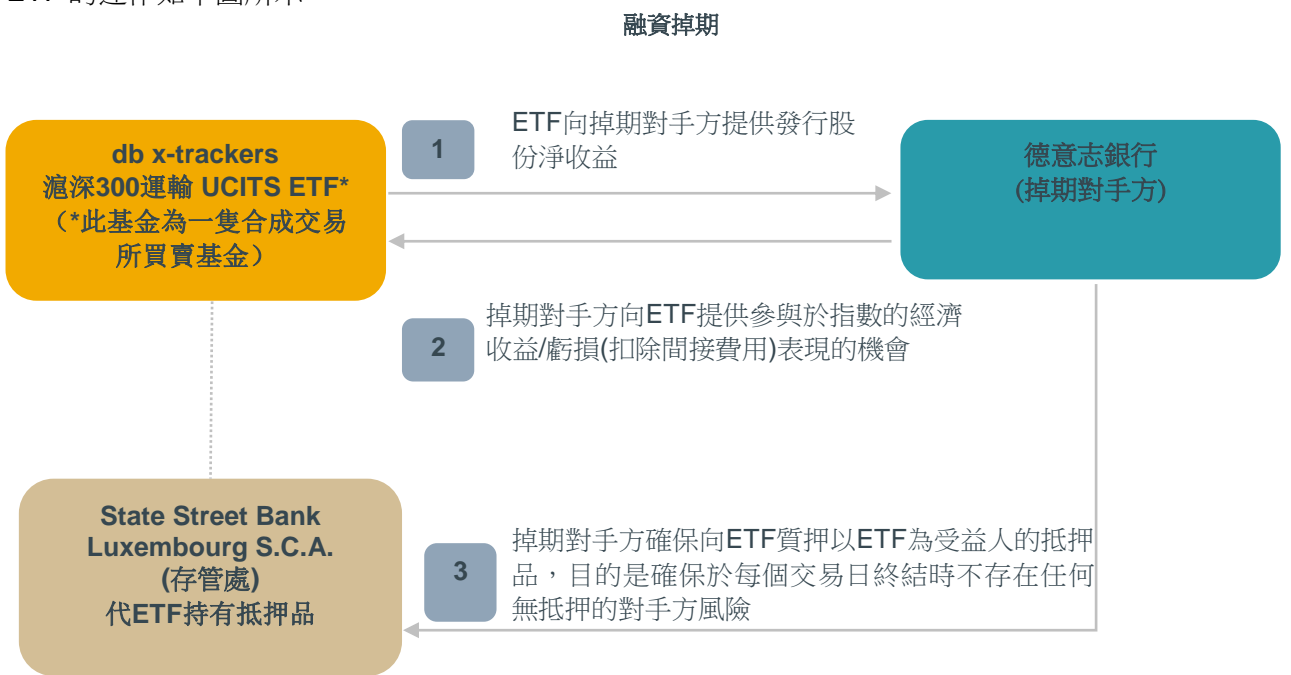 融資掉期
db x-trackers
滬深300運輸 UCITS ETF*
（*此基金為一隻合成交易
所買賣基金）
1
ETF向掉期對手方提供發行股
份淨收益
德意志銀行
(掉期對手方)
2
掉期對手方向ETF提供參與於指數的經濟
收益/虧損(扣除間接費用)表現的機會
State Street Bank
Luxembourg S.C.A.
(存管處)
代ETF持有抵押品
3
掉期對手方確保向ETF質押以ETF為受益人的抵押
品，目的是確保於每個交易日終結時不存在任何
無抵押的對手方風險